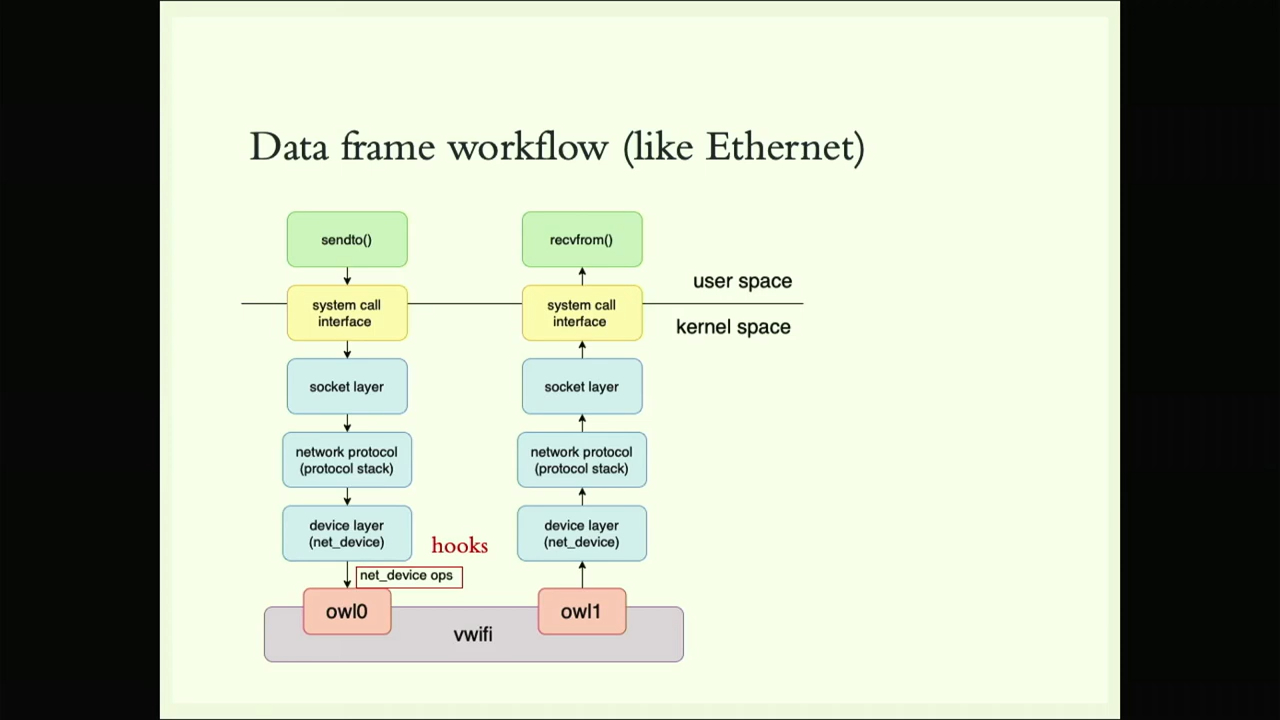 Data frame workflow (like Ethernet)
sendto()
recvfrom()
user space
system call
interface
system call
interface
kernel space
socket layer
socket layer
network protocol
(protocol stack)
network protocol
(protocol stack)
device layer
(net_device)
hooks
device layer
(net_device)
net_device ops
owl0
owl1
vwifi